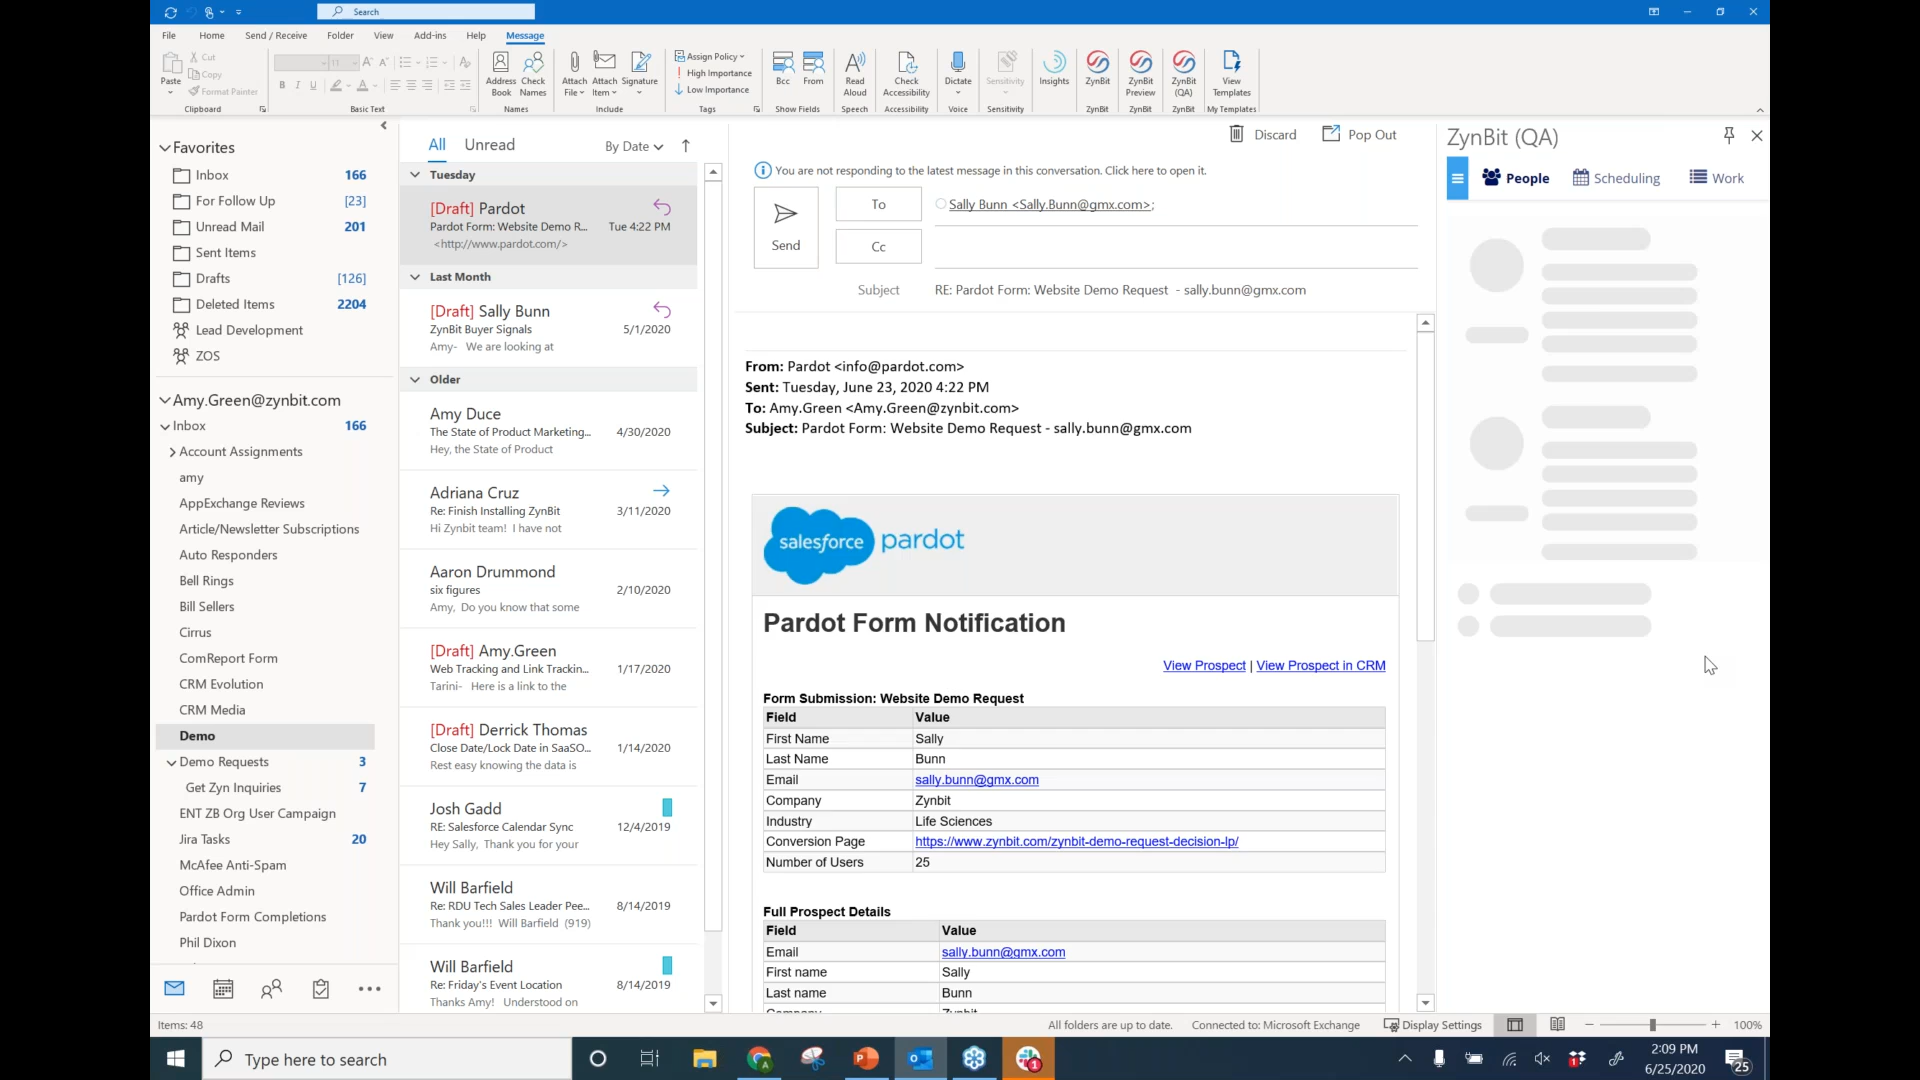 Search
File Home Send / Receive Folder View Add-ins Help Message
Paste
Cut
Copy
Format Painter
Clipboard
11
B I U
Basic Text
Address Book
Check Names
Names
Attach File
Attach Item
Signature
Include
Assign Policy
High Importance
Low Importance
Tags
Bcc
From
Show Fields
Read Aloud
Speech
Check Accessibility
Accessibility
Dictate
Voice
Sensitivity
Sensitivity
Insights
ZynBit
ZynBit
ZynBit Preview
ZynBit
ZynBit (QA)
ZynBit
View Templates
My Templates
Favorites
Inbox 166
For Follow Up [23]
Unread Mail 201
Sent Items
Drafts [126]
Deleted Items 2204
Lead Development
ZOS
Amy.Green@zynbit.com
Inbox 166
Account Assignments
amy
AppExchange Reviews
Article/Newsletter Subscriptions
Auto Responders
Bell Rings
Bill Sellers
Cirrus
ComReport Form
CRM Evolution
CRM Media
Demo
Demo Requests 3
Get Zyn Inquiries 7
ENT ZB Org User Campaign
Jira Tasks 20
McAfee Anti-Spam
Office Admin
Pardot Form Completions
Phil Dixon
All Unread By Date
Tuesday
[Draft] Pardot
Pardot Form: Website Demo R... Tue 4:22 PM
<http://www.pardot.com/>
Last Month
[Draft] Sally Bunn
ZynBit Buyer Signals 5/1/2020
Amy- We are looking at
Older
Amy Duce
The State of Product Marketing... 4/30/2020
Hey, the State of Product
Adriana Cruz
Re: Finish Installing ZynBit 3/11/2020
Hi Zynbit team! I have not
Aaron Drummond
six figures 2/10/2020
Amy, Do you know that some
[Draft] Amy.Green
Web Tracking and Link Trackin... 1/17/2020
Tarini- Here is a link to the
[Draft] Derrick Thomas
Close Date/Lock Date in SaaSO... 1/14/2020
Rest easy knowing the data is
Josh Gadd
RE: Salesforce Calendar Sync 12/4/2019
Hey Sally, Thank you for your
Will Barfield
Re: RDU Tech Sales Leader Pee... 8/14/2019
Thank you!!! Will Barfield (919)
Will Barfield
Re: Friday's Event Location 8/14/2019
Thanks Amy! Understood on
Discard Pop Out
You are not responding to the latest message in this conversation. Click here to open it.
Send
To Sally Bunn <Sally.Bunn@gmx.com>;
Cc
Subject RE: Pardot Form: Website Demo Request - sally.bunn@gmx.com
From: Pardot <info@pardot.com>
Sent: Tuesday, June 23, 2020 4:22 PM
To: Amy.Green <Amy.Green@zynbit.com>
Subject: Pardot Form: Website Demo Request - sally.bunn@gmx.com
salesforce pardot
Pardot Form Notification
View Prospect | View Prospect in CRM
Form Submission: Website Demo Request
Field Value
First Name Sally
Last Name Bunn
Email sally.bunn@gmx.com
Company Zynbit
Industry Life Sciences
Conversion Page https://www.zynbit.com/zynbit-demo-request-decision-lp/
Number of Users 25
Full Prospect Details
Field Value
Email sally.bunn@gmx.com
First name Sally
Last name Bunn
Company Zynbit
ZynBit (QA)
People Scheduling Work
Items: 48 All folders are up to date. Connected to: Microsoft Exchange Display Settings 100%
Type here to search
2:09 PM
6/25/2020
25